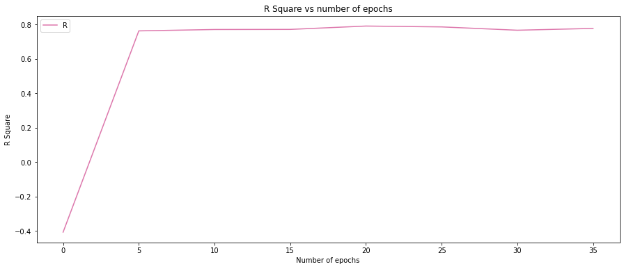 R Square vs number of epochs
R
R Square
0.8
0.6
0.4
0.2
0.0
−0.2
−0.4
0 5 10 15 20 25 30 35
Number of epochs